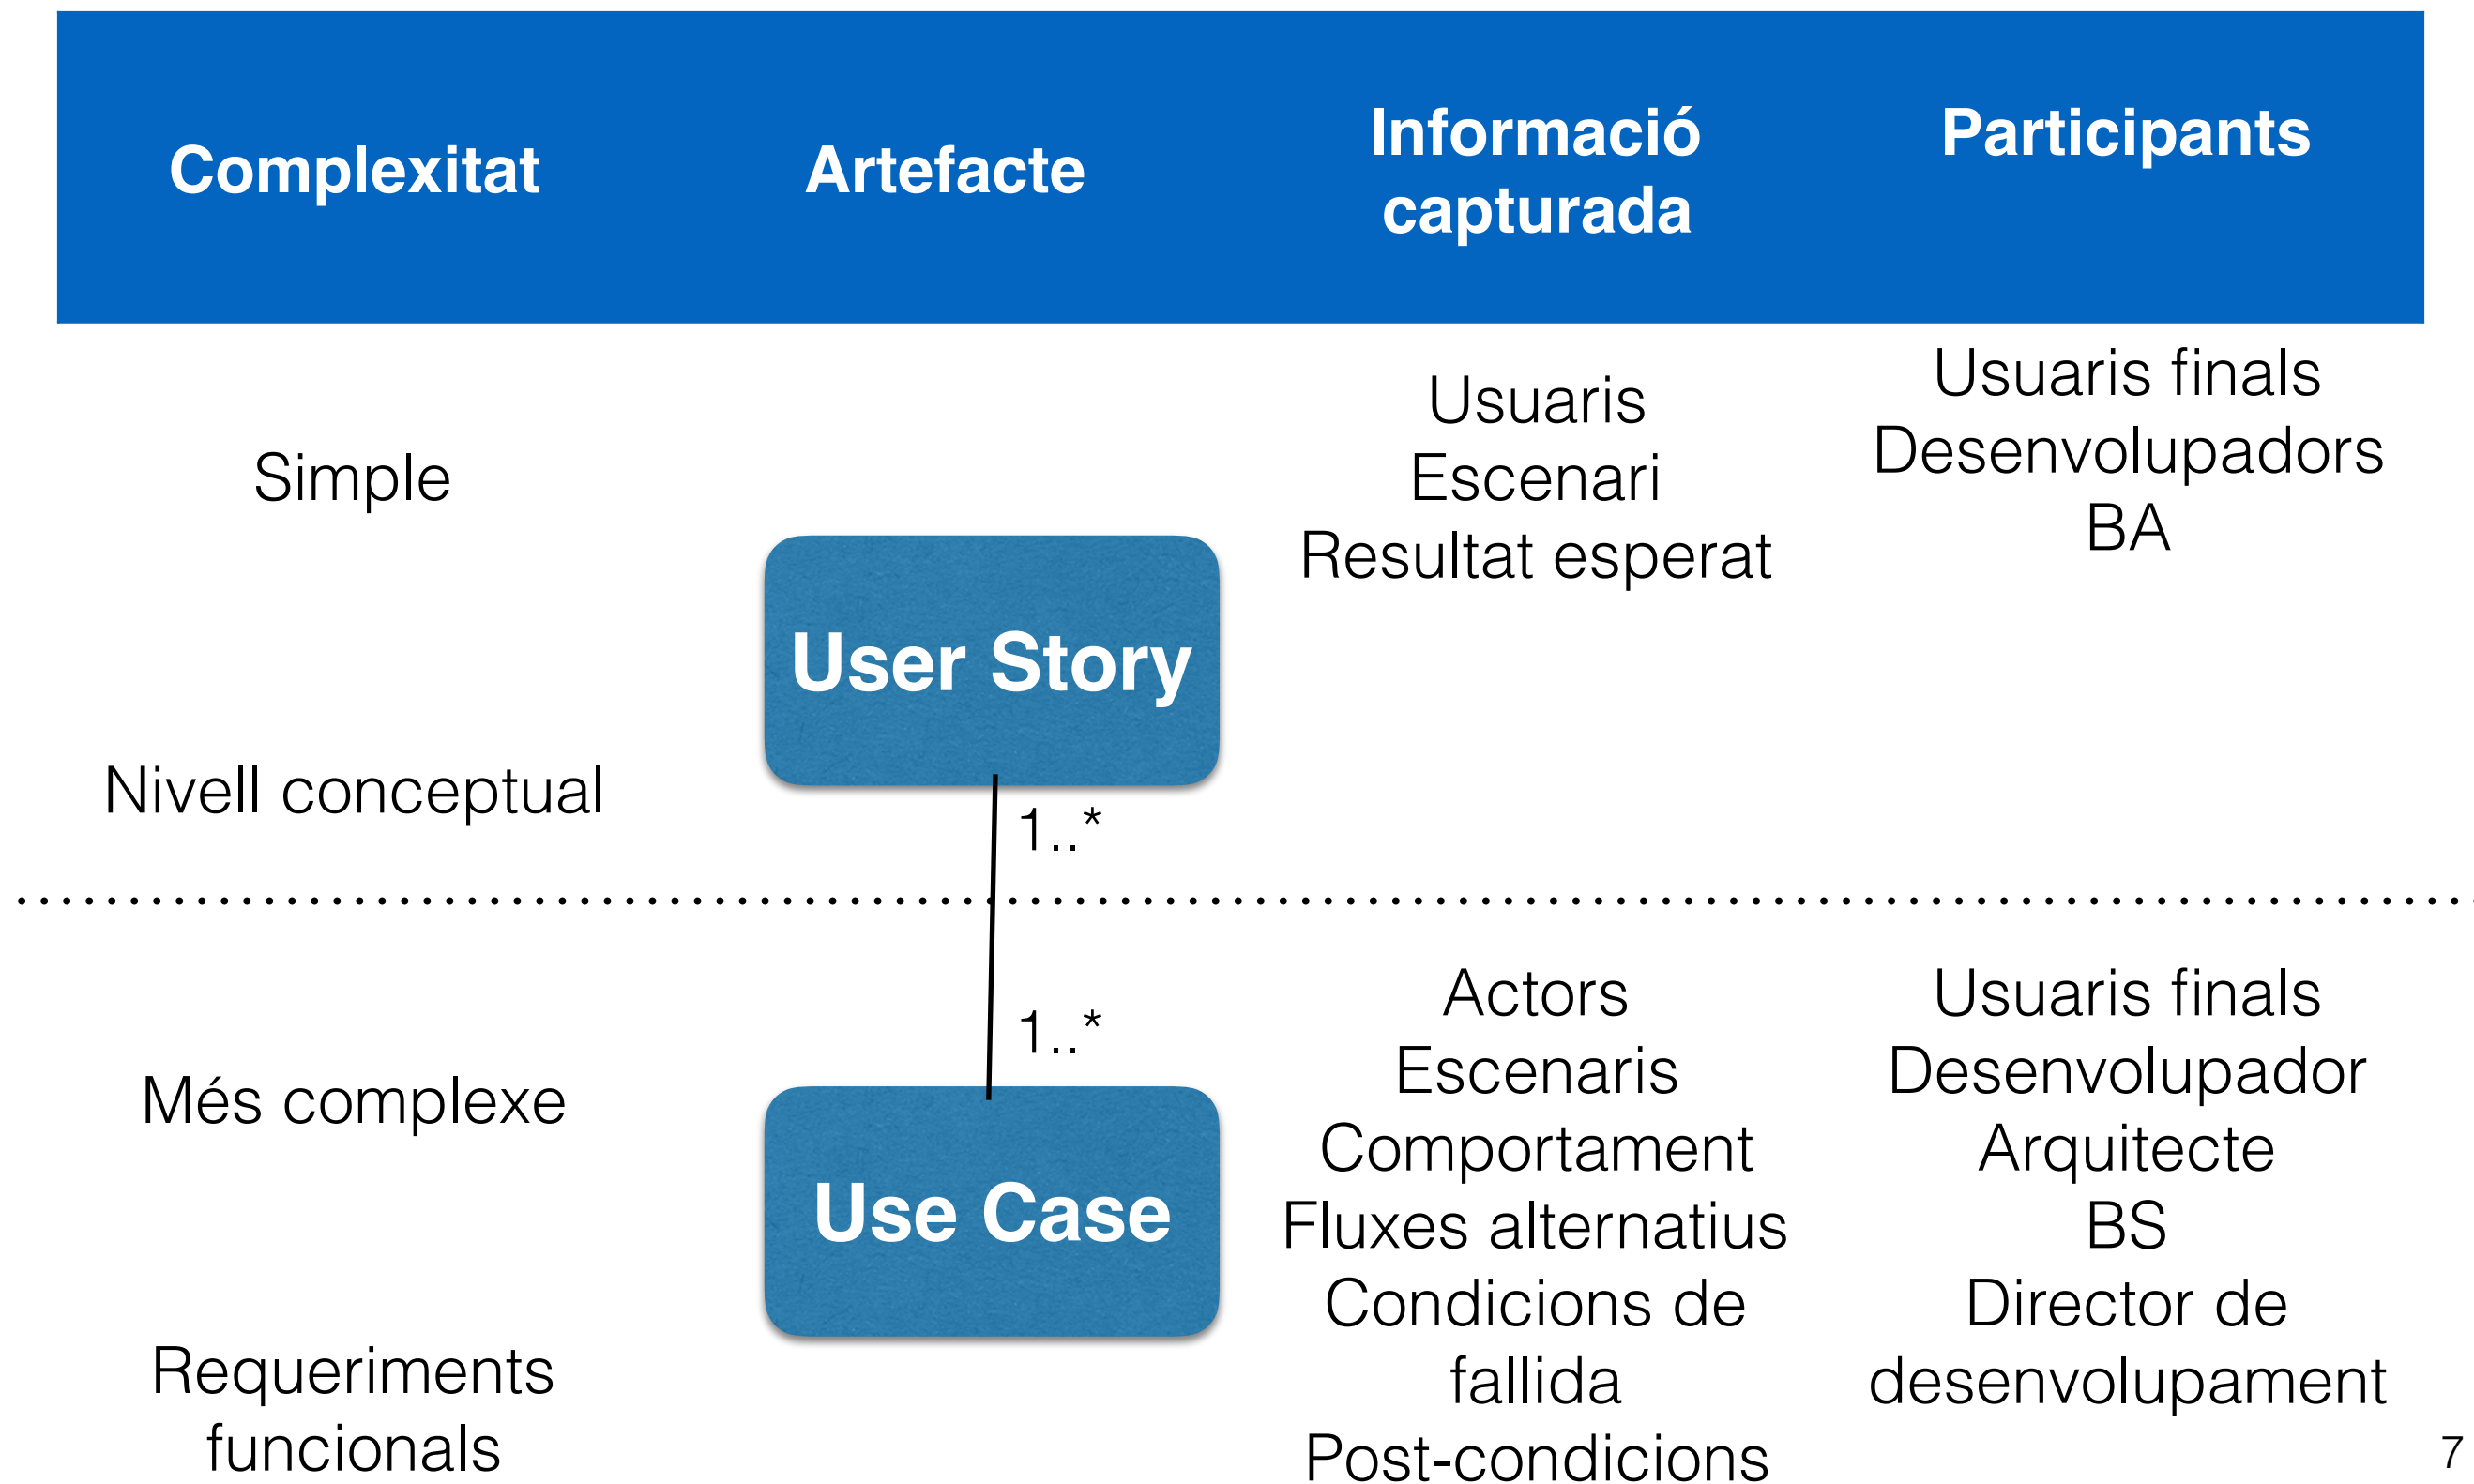 Complexitat
Artefacte
Informació
capturada
Participants
Simple
Nivell conceptual
User Story
Usuaris
Escenari
Resultat esperat
Usuaris finals
Desenvolupadors
BA
1..*
1..*
Més complexe
Requeriments
funcionals
Use Case
Actors
Escenaris
Comportament
Fluxes alternatius
Condicions de
fallida
Post-condicions
Usuaris finals
Desenvolupador
Arquitecte
BS
Director de
desenvolupament
7